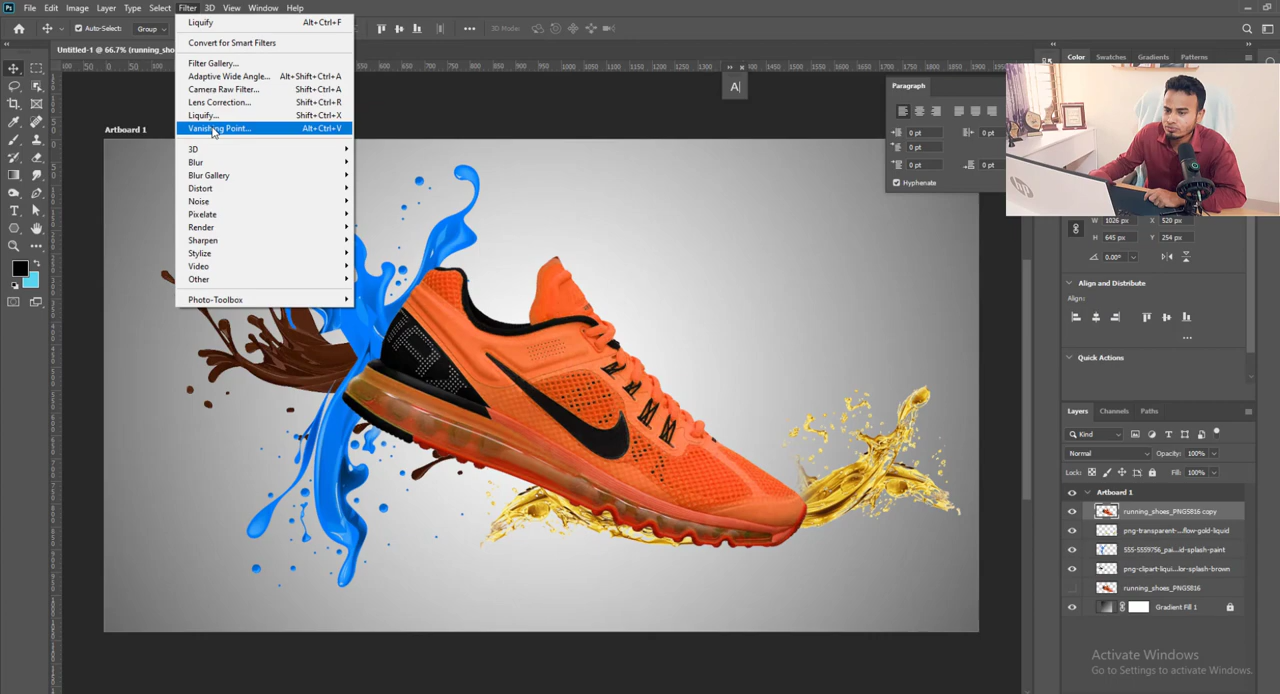 Ps File Edit Image Layer Type Select Filter 3D View Window Help
Auto-Select: Group
3D Mode:
Untitled-1 @ 66.7% (running_sho
Liquify Alt+Ctrl+F
Convert for Smart Filters
Filter Gallery...
Adaptive Wide Angle... Alt+Shift+Ctrl+A
Camera Raw Filter... Shift+Ctrl+A
Lens Correction... Shift+Ctrl+R
Liquify... Shift+Ctrl+X
Vanishing Point... Alt+Ctrl+V
3D
Blur
Blur Gallery
Distort
Noise
Pixelate
Render
Sharpen
Stylize
Video
Other
Photo-Toolbox
Artboard 1
A|
Paragraph
0 pt 0 pt
0 pt
0 pt 0 pt
Hyphenate
Color Swatches Gradients Patterns
hp
W 1026 px X 520 px
H 645 px Y 254 px
0.00°
Align and Distribute
Align:
Quick Actions
Layers Channels Paths
Kind
Normal Opacity: 100%
Lock: Fill: 100%
Artboard 1
running_shoes_PNG5816 copy
png-transparent-...flow-gold-liquid
555-5559756_pai...id-splash-paint
png-clipart-liqui...lor-splash-brown
running_shoes_PNG5816
Gradient Fill 1
Activate Windows
Go to Settings to activate Windows.